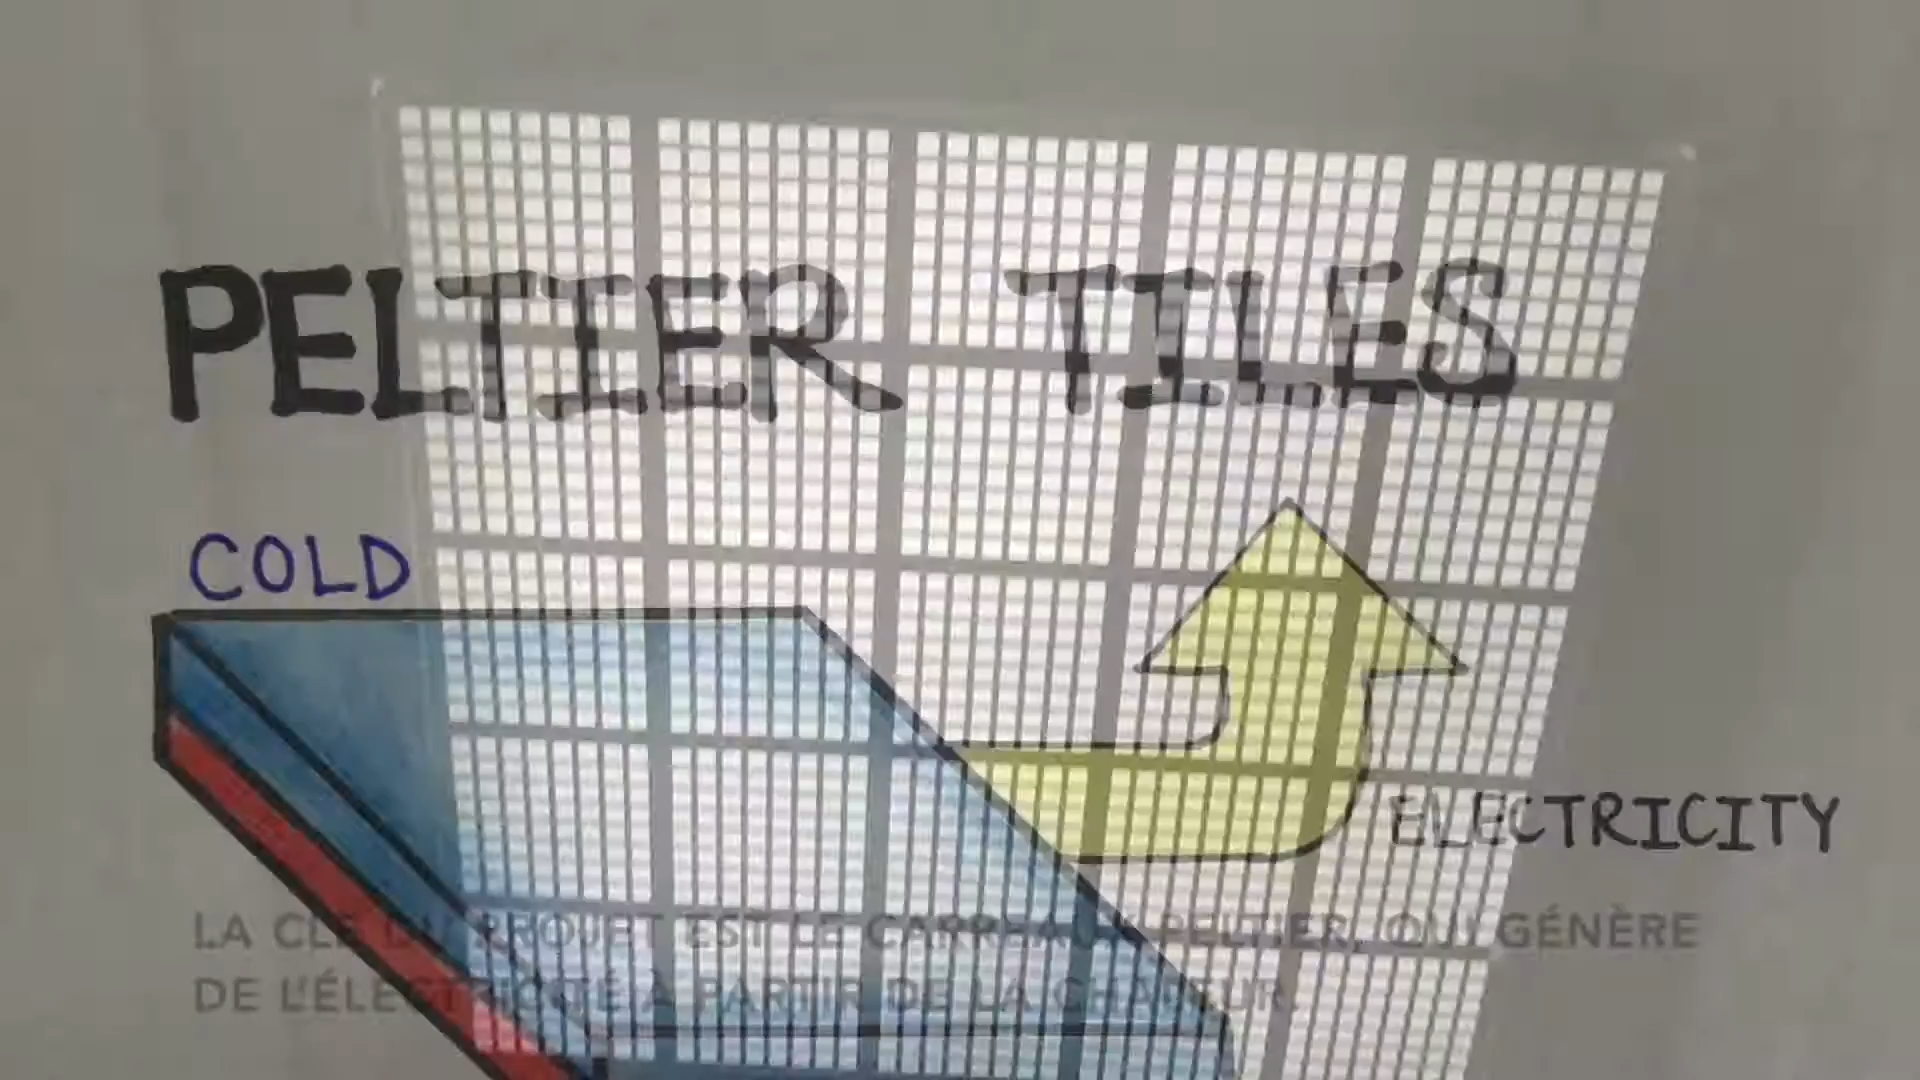 PELTIER TILES
COLD
ELECTRICITY
LA CLÉ DU PROJET EST LE CARREAUX PELTIER, QUI GÉNÈRE
DE L'ÉLECTRICITÉ À PARTIR DE LA CHALEUR.